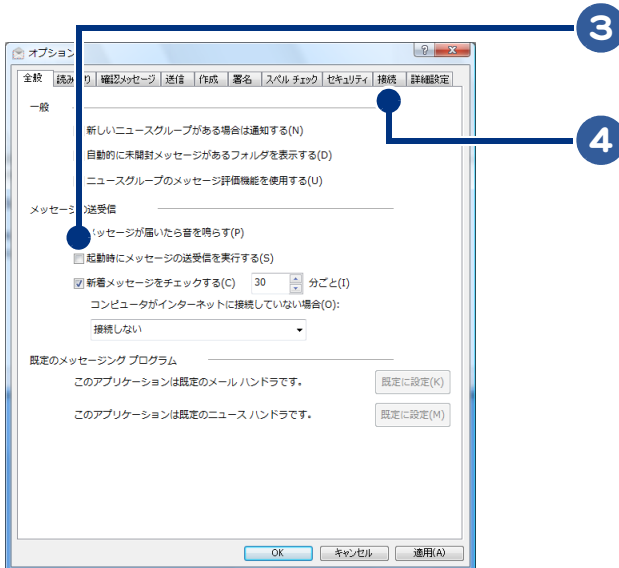 3
オプション
全般 読み り 確認メッセージ 送信 作成 署名 スペル チェック セキュリティ 接続 詳細設定
一般
4
新しいニュースグループがある場合は通知する(N)
自動的に未開封メッセージがあるフォルダを表示する(D)
ニュースグループのメッセージ評価機能を使用する(U)
メッセージの送受信
メッセージが届いたら音を鳴らす(P)
起動時にメッセージの送受信を実行する(S)
新着メッセージをチェックする(C) 30 分ごと(I)
コンピュータがインターネットに接続していない場合(O):
接続しない
既定のメッセージング プログラム
このアプリケーションは既定のメール ハンドラです。 既定に設定(K)
このアプリケーションは既定のニュース ハンドラです。 既定に設定(M)
OK キャンセル 適用(A)